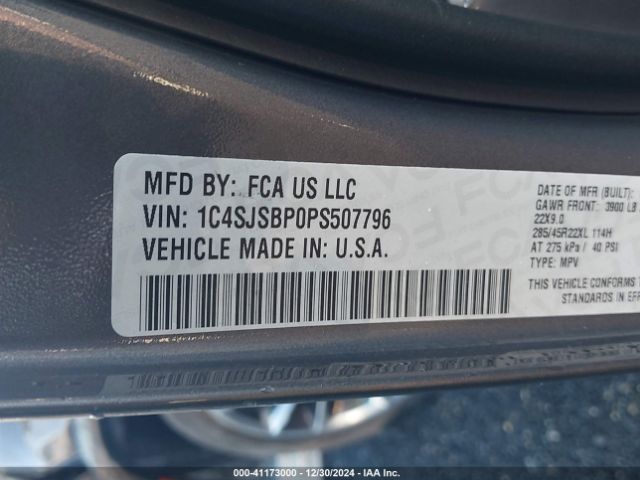 MFD BY: FCA US LLC
VIN: 1C4SJSBP0PS507796
VEHICLE MADE IN: U.S.A.
DATE OF MFR (BUILT):
GAWR FRONT: 3900 LB
22X9.0
285/45R22XL 114H
AT 275 kPa / 40 PSI
TYPE: MPV
THIS VEHICLE CONFORMS
STANDARDS IN
000-41173000 - 12/30/2024 - IAA Inc.